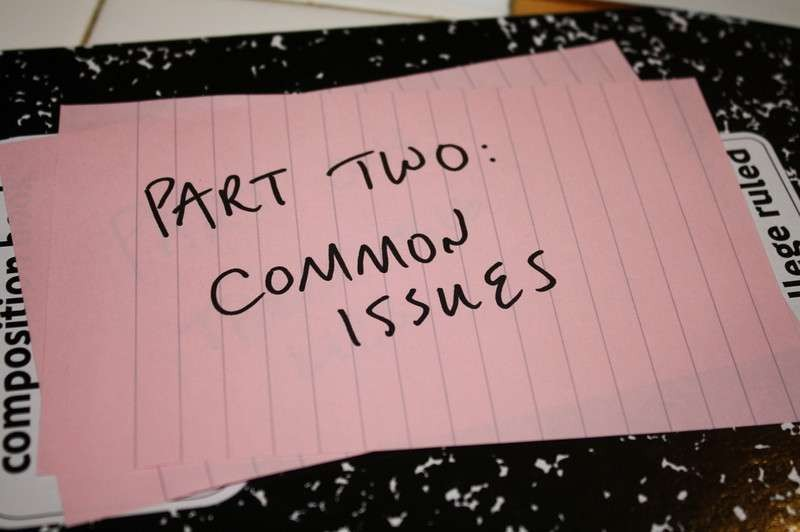 PART TWO:
COMMON
ISSUES
composition
llege ruled